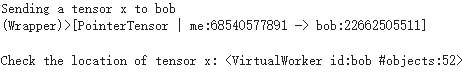 Sending a tensor x to bob
(Wrapper)>[PointerTensor | me:68540577891 -> bob:22662505511]
Check the location of tensor x: <VirtualWorker id:bob #objects:52>